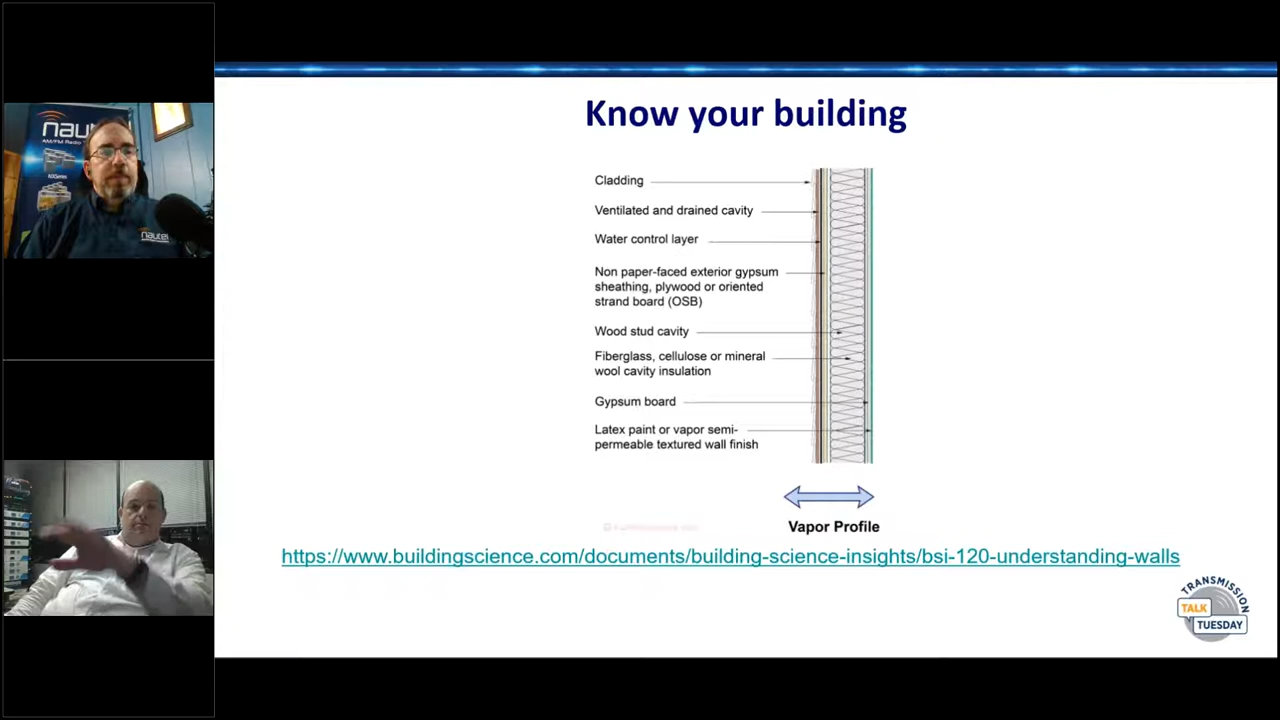 Know your building
Cladding
Ventilated and drained cavity
Water control layer
Non paper-faced exterior gypsum
sheathing, plywood or oriented
strand board (OSB)
Wood stud cavity
Fiberglass, cellulose or mineral
wool cavity insulation
Gypsum board
Latex paint or vapor semi-
permeable textured wall finish
Vapor Profile
https://www.buildingscience.com/documents/building-science-insights/bsi-120-understanding-walls
TRANSMISSION
TALK
TUESDAY
nautel